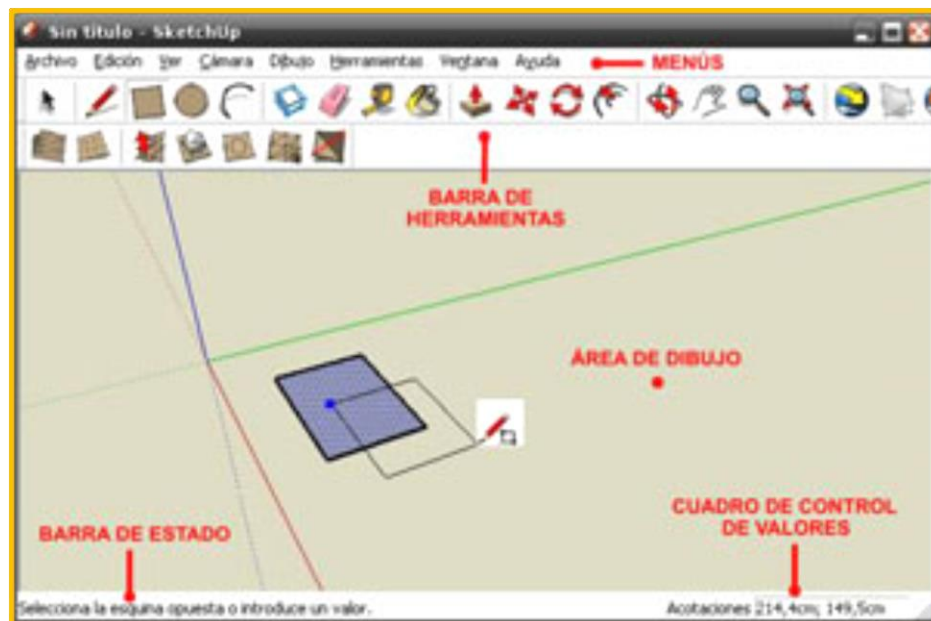 Sin título - SketchUp
Archivo Edición Ver Cámara Dibujo Herramientas Ventana Ayuda
MENÚS
BARRA DE
HERRAMIENTAS
ÁREA DE DIBUJO
CUADRO DE CONTROL
DE VALORES
BARRA DE ESTADO
Selecciona la esquina opuesta o introduce un valor.
Acotaciones 214,4cm; 149,5cm